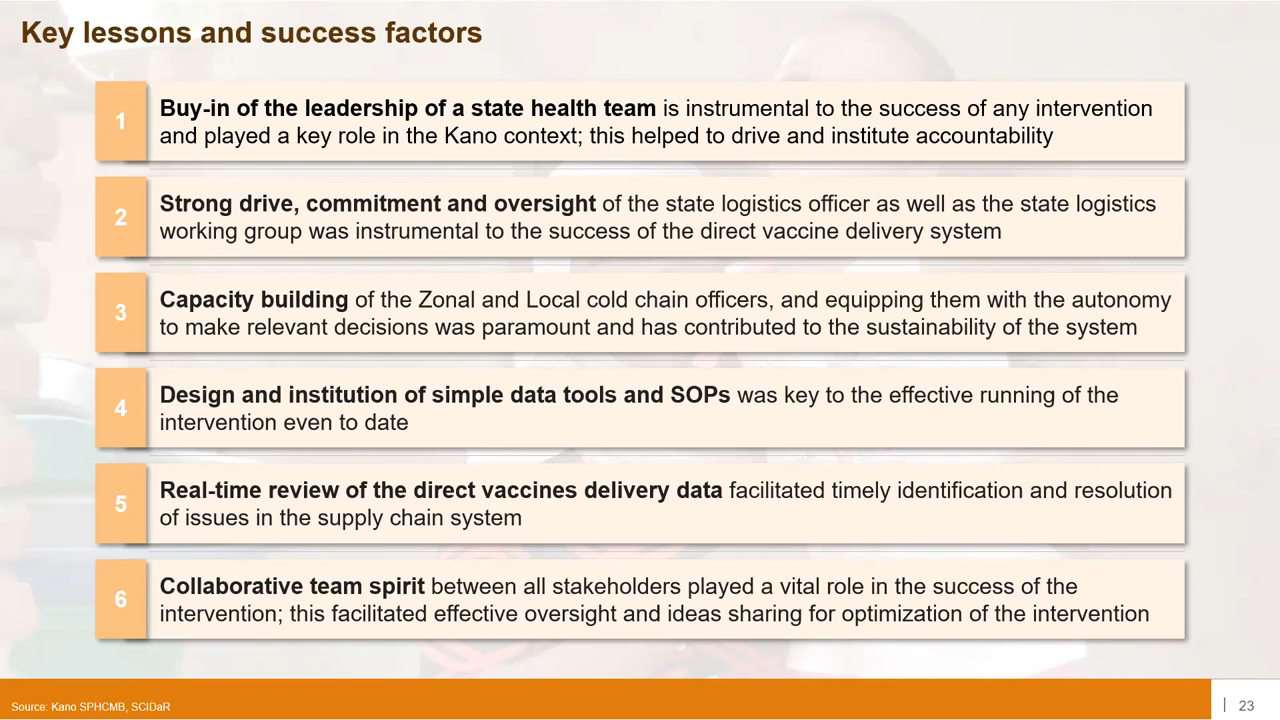 Key lessons and success factors
1
Buy-in of the leadership of a state health team is instrumental to the success of any intervention
and played a key role in the Kano context; this helped to drive and institute accountability
2
Strong drive, commitment and oversight of the state logistics officer as well as the state logistics
working group was instrumental to the success of the direct vaccine delivery system
3
Capacity building of the Zonal and Local cold chain officers, and equipping them with the autonomy
to make relevant decisions was paramount and has contributed to the sustainability of the system
4
Design and institution of simple data tools and SOPs was key to the effective running of the
intervention even to date
5
Real-time review of the direct vaccines delivery data facilitated timely identification and resolution
of issues in the supply chain system
6
Collaborative team spirit between all stakeholders played a vital role in the success of the
intervention; this facilitated effective oversight and ideas sharing for optimization of the intervention
Source: Kano SPHCMB, SCIDaR
| 23